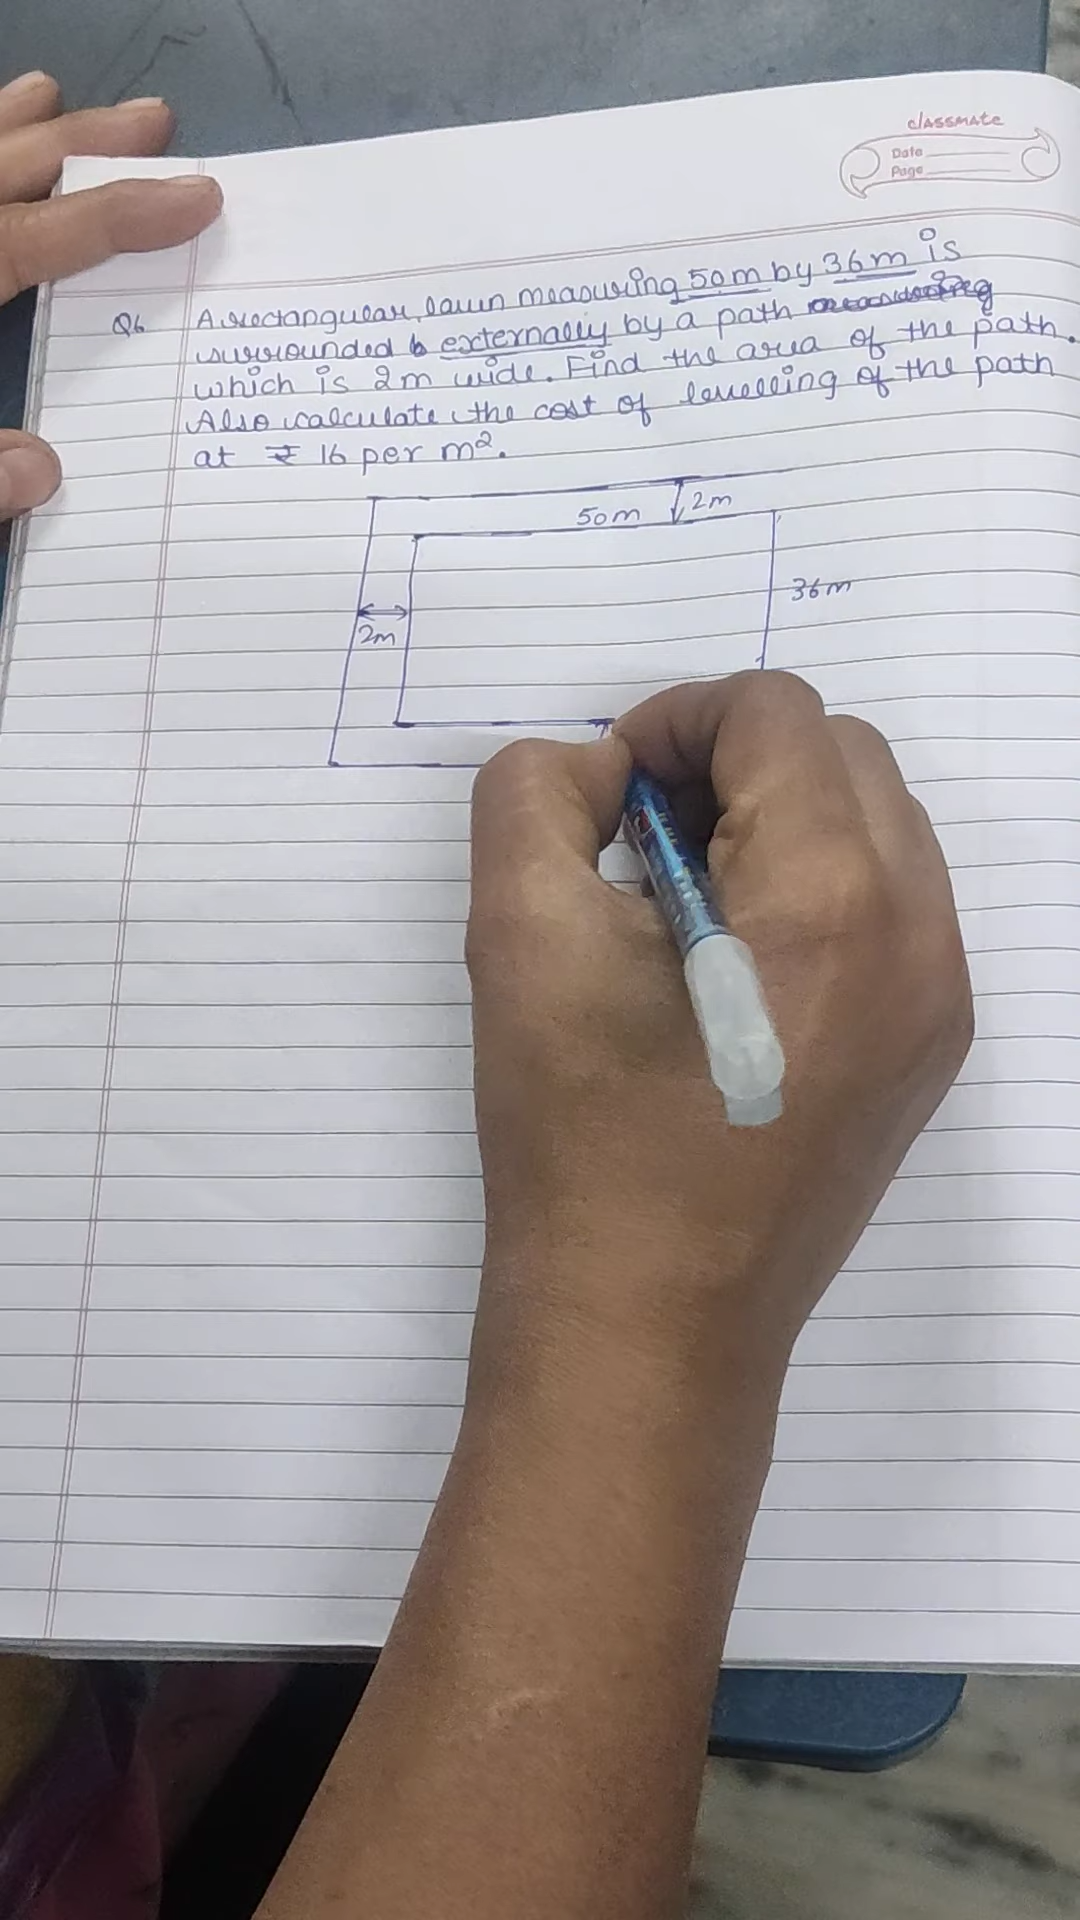 classmate
Date
Page
Q6 A rectangular lawn measuring 50m by 36m is
surrounded b externally by a path
which is 2m wide. Find the area of the path.
Also calculate the cost of levelling of the path
at ₹ 16 per m².
50m
2m
36m
2m